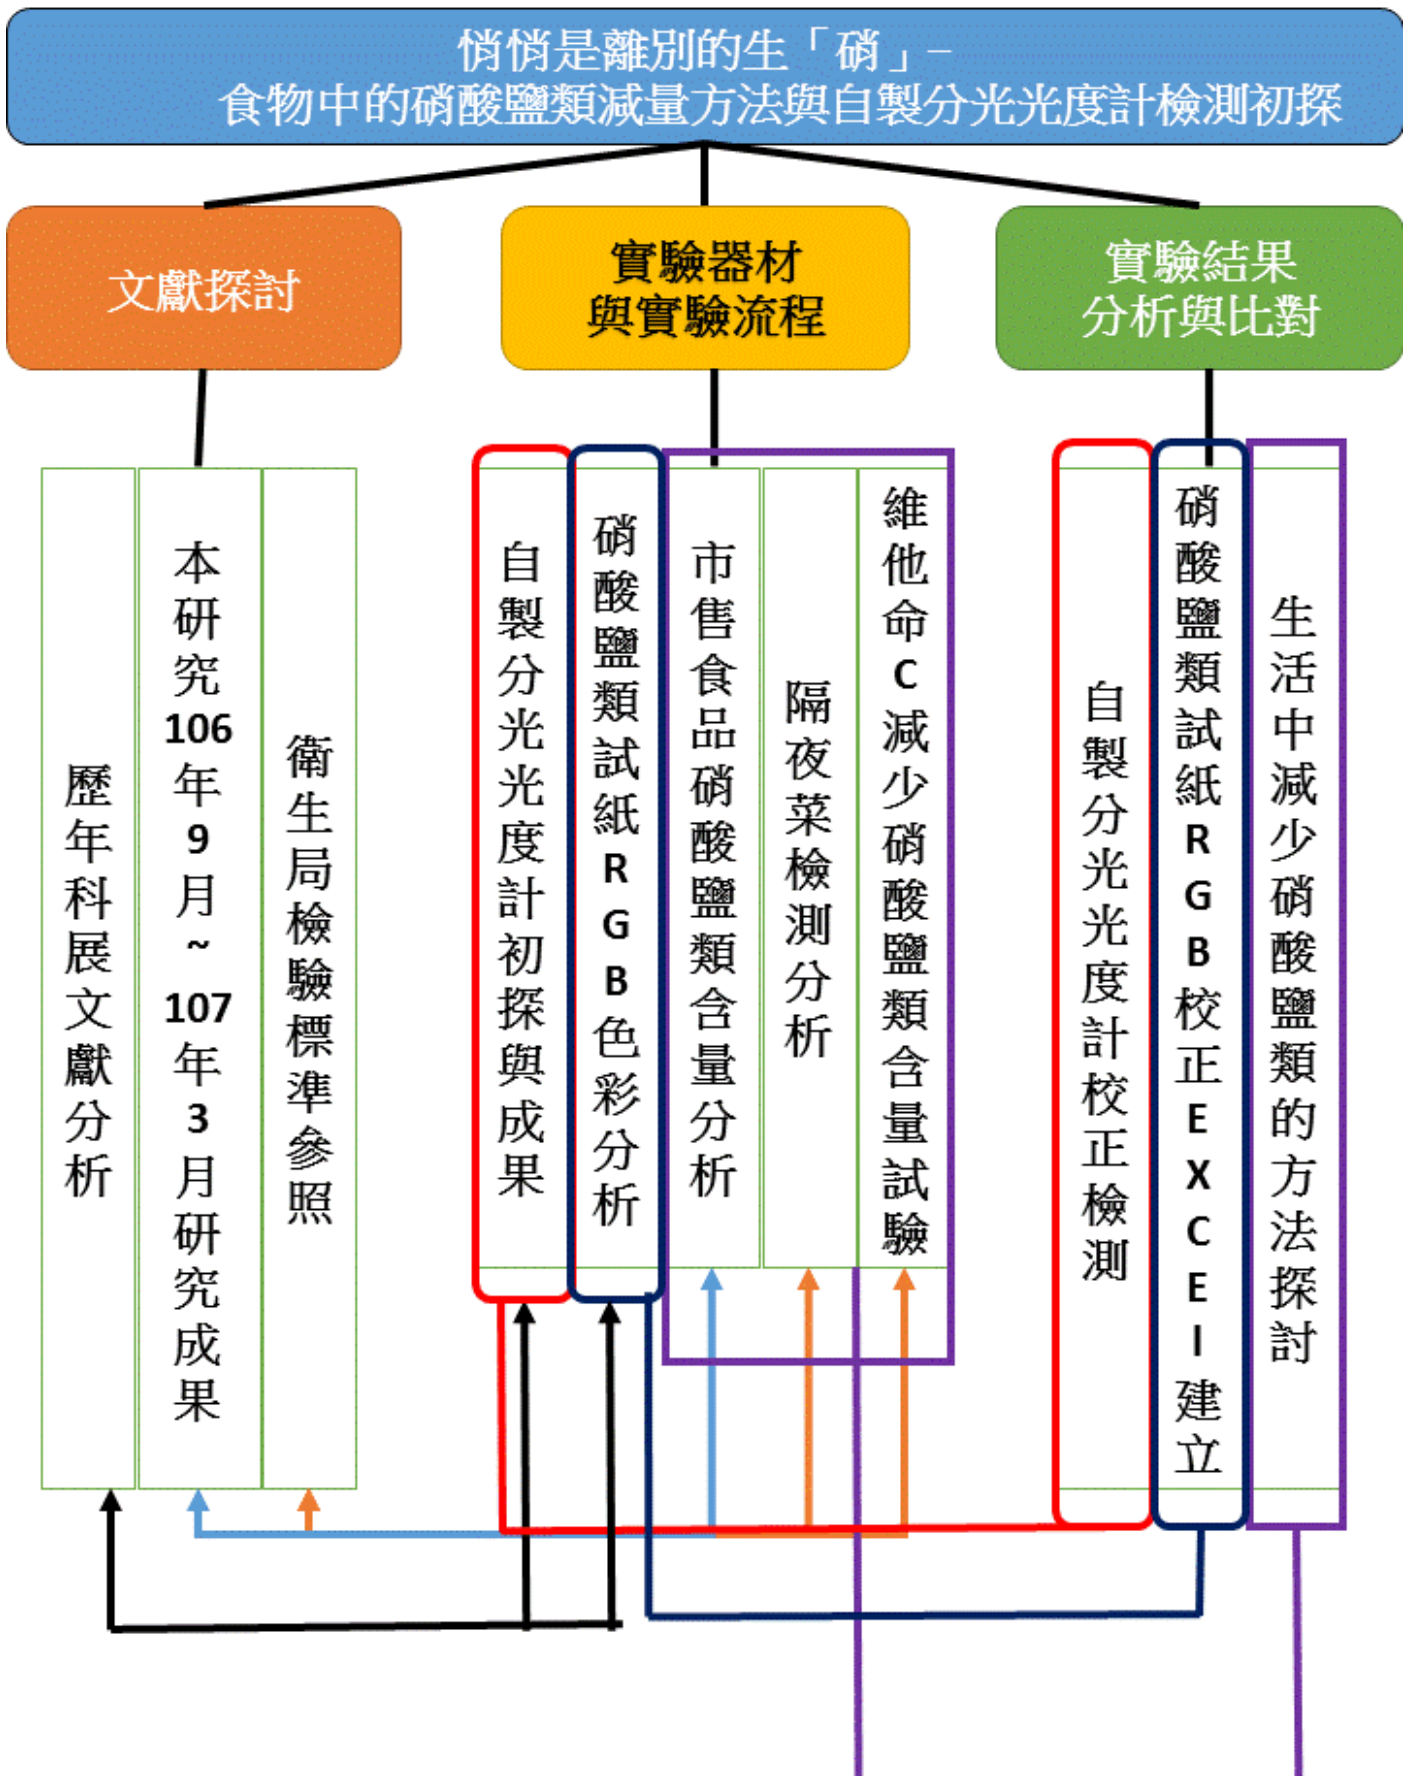 悄悄是離別的生「硝」–
食物中的硝酸鹽類減量方法與自製分光光度計檢測初探
文獻探討
實驗器材
與實驗流程
實驗結果
分析與比對
歷年科展文獻分析
本研究106年9月~107年3月研究成果
衛生局檢驗標準參照
自製分光光度計初探與成果
硝酸鹽類試紙RGB色彩分析
市售食品硝酸鹽類含量分析
隔夜菜檢測分析
維他命C減少硝酸鹽類含量試驗
自製分光光度計校正檢測
硝酸鹽類試紙RGB校正EXCEl建立
生活中減少硝酸鹽類的方法探討